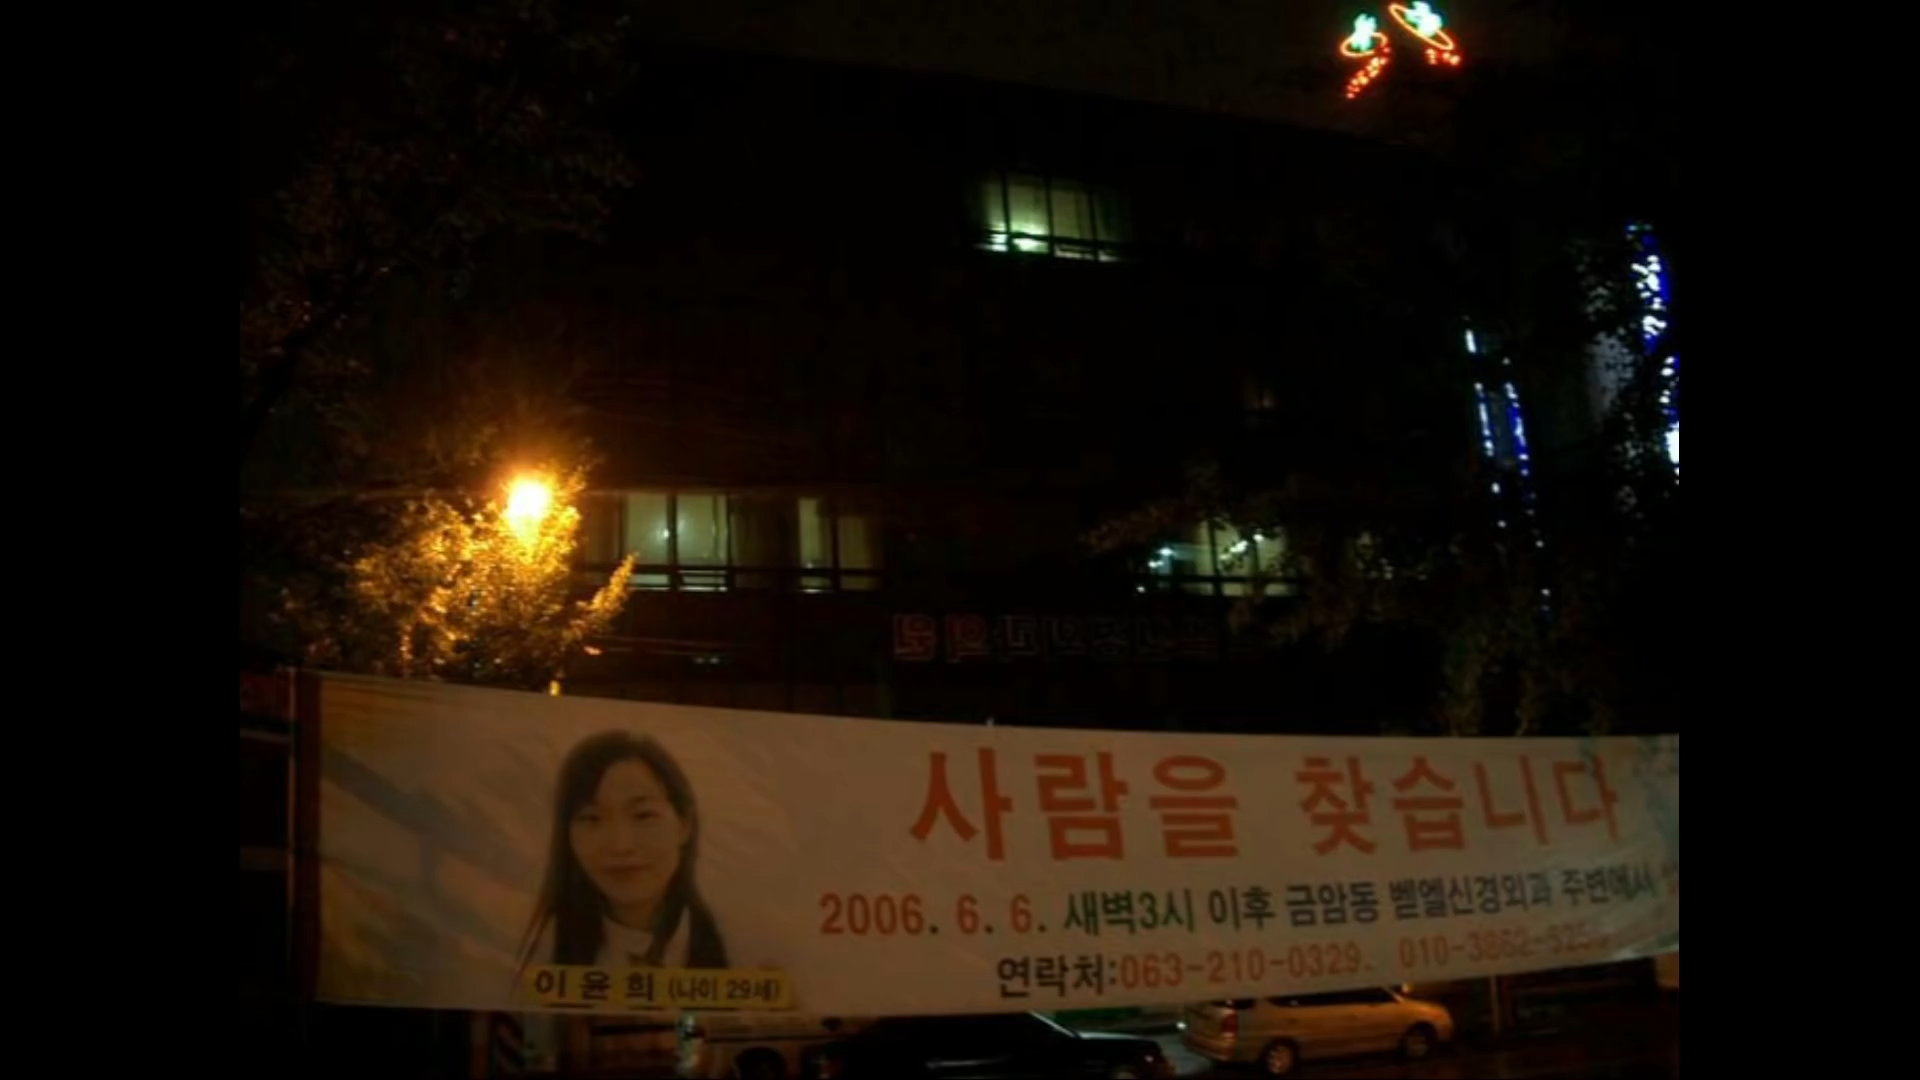 사람을 찾습니다
2006. 6. 6. 새벽3시 이후 금암동 벧엘신경외과 주변에서
연락처:063-210-0329. 010-3862-
이윤희 (나이 29세)